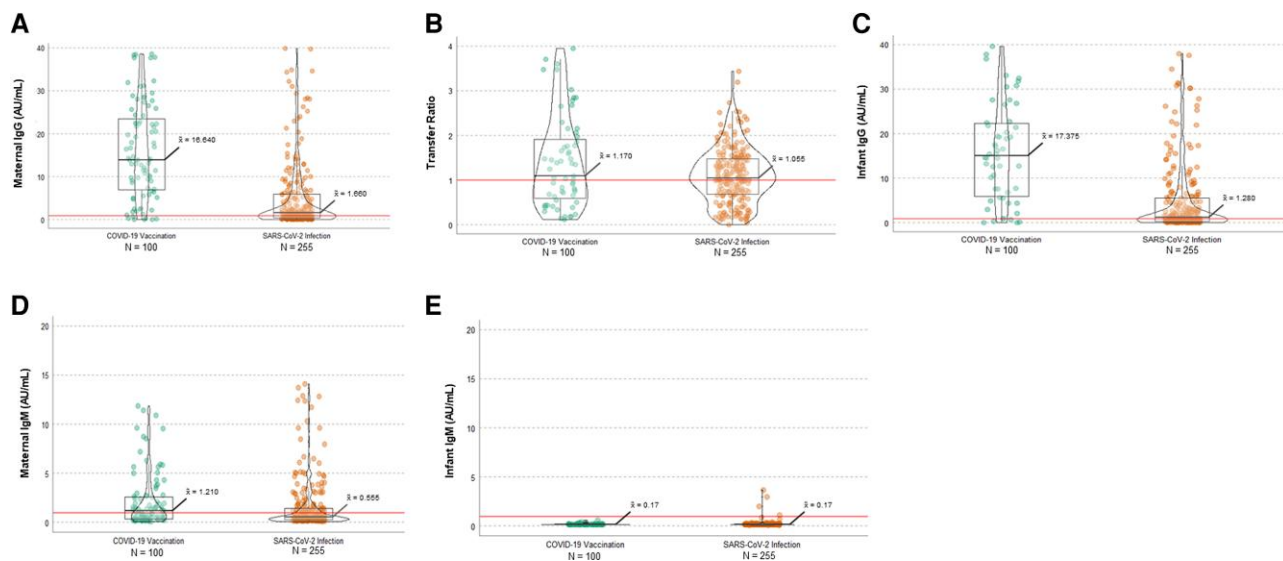 A
Maternal IgG (AU/mL)
40
30
20
10
0
x̃ = 16.640
x̃ = 1.660
COVID-19 Vaccination
N = 100
SARS-CoV-2 Infection
N = 255
B
Transfer Ratio
4
3
2
1
0
x̃ = 1.170
x̃ = 1.055
COVID-19 Vaccination
N = 100
SARS-CoV-2 Infection
N = 255
C
Infant IgG (AU/mL)
40
30
20
10
0
x̃ = 17.375
x̃ = 1.280
COVID-19 Vaccination
N = 100
SARS-CoV-2 Infection
N = 255
D
Maternal IgM (AU/mL)
20
15
10
5
0
x̃ = 1.210
x̃ = 0.555
COVID-19 Vaccination
N = 100
SARS-CoV-2 Infection
N = 255
E
Infant IgM (AU/mL)
20
15
10
5
0
x̃ = 0.17
x̃ = 0.17
COVID-19 Vaccination
N = 100
SARS-CoV-2 Infection
N = 255